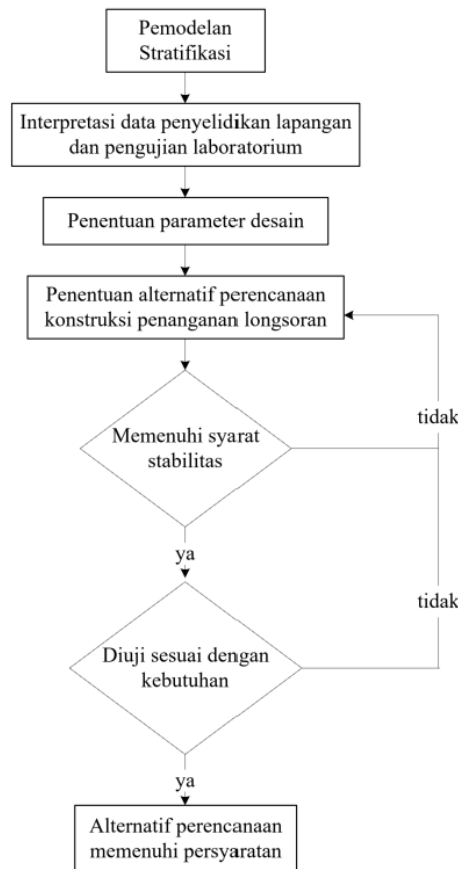 Pemodelan
Stratifikasi
Interpretasi data penyelidikan lapangan
dan pengujian laboratorium
Penentuan parameter desain
Penentuan alternatif perencanaan
konstruksi penanganan longsoran
Memenuhi syarat
stabilitas
tidak
ya
tidak
Diuji sesuai dengan
kebutuhan
ya
Alternatif perencanaan
memenuhi persyaratan